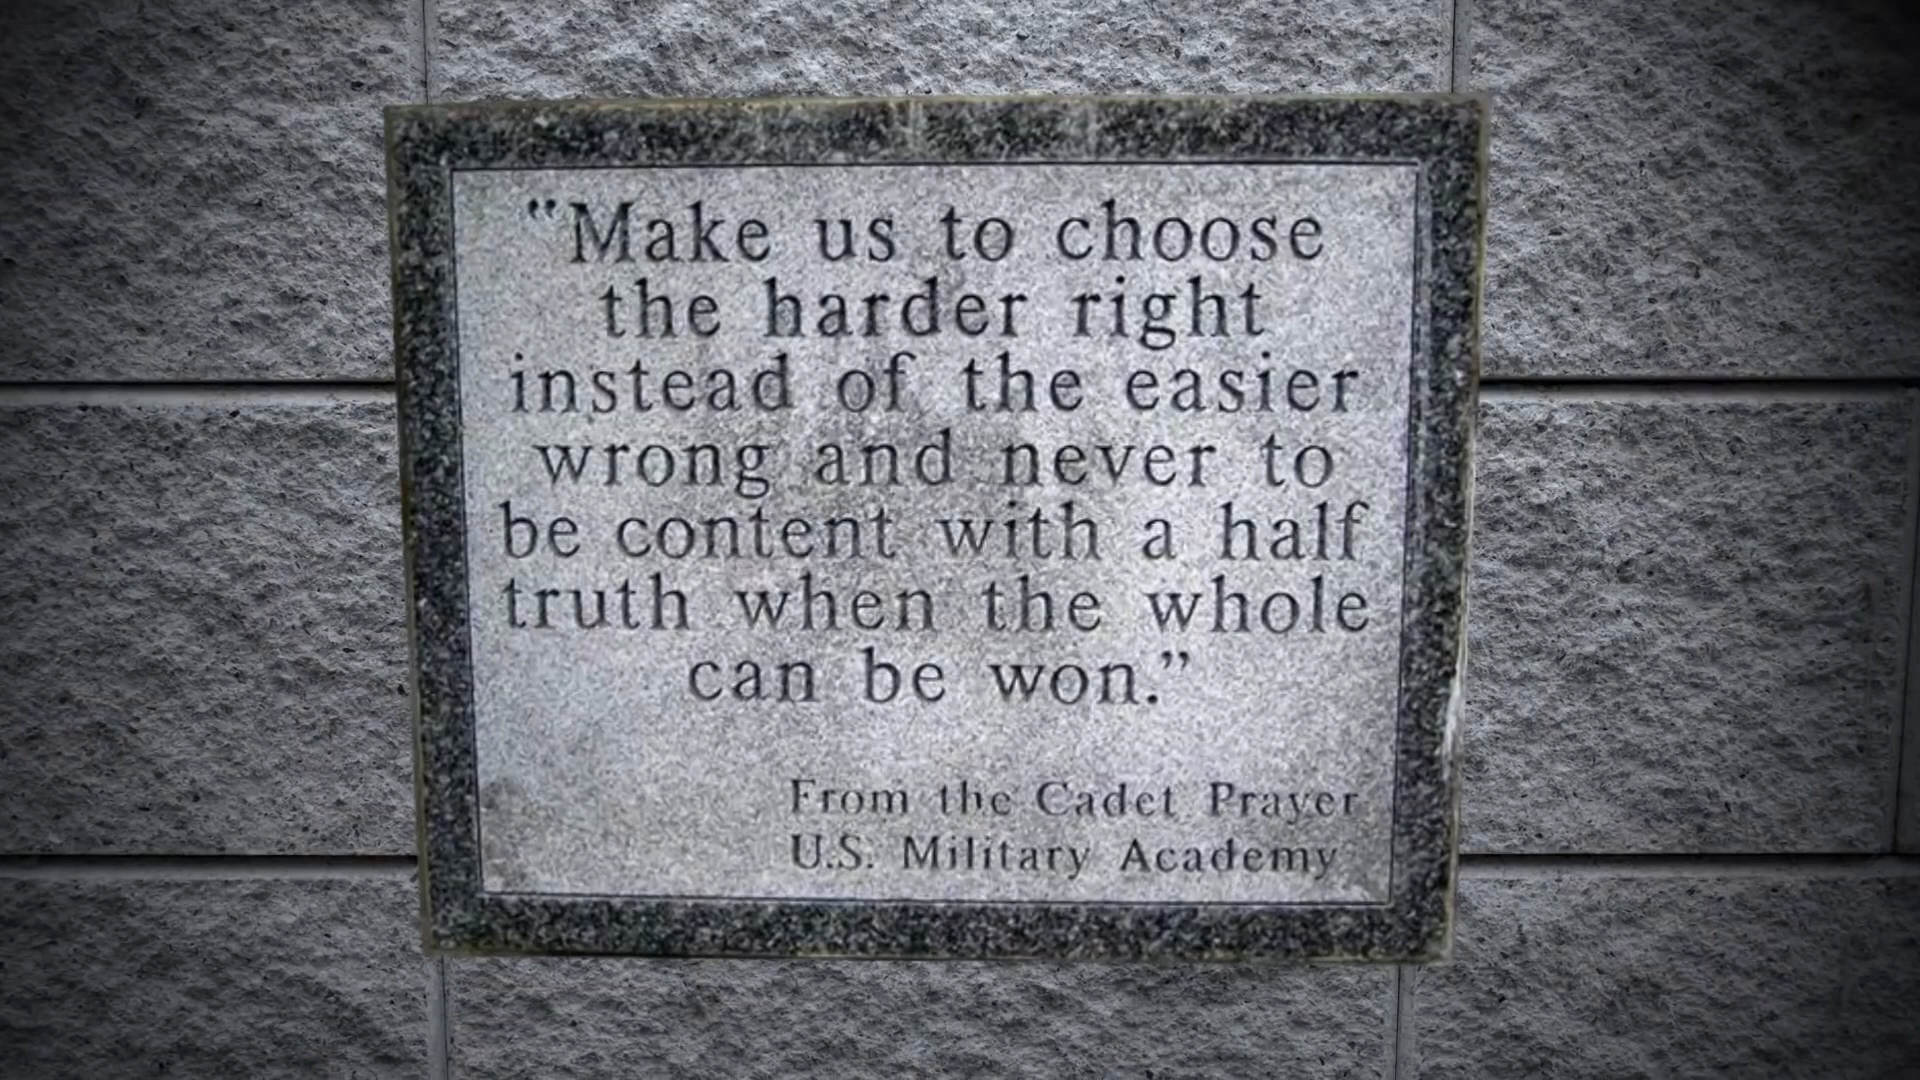 “Make us to choose
the harder right
instead of the easier
wrong and never to
be content with a half
truth when the whole
can be won.”
From the Cadet Prayer
U.S. Military Academy